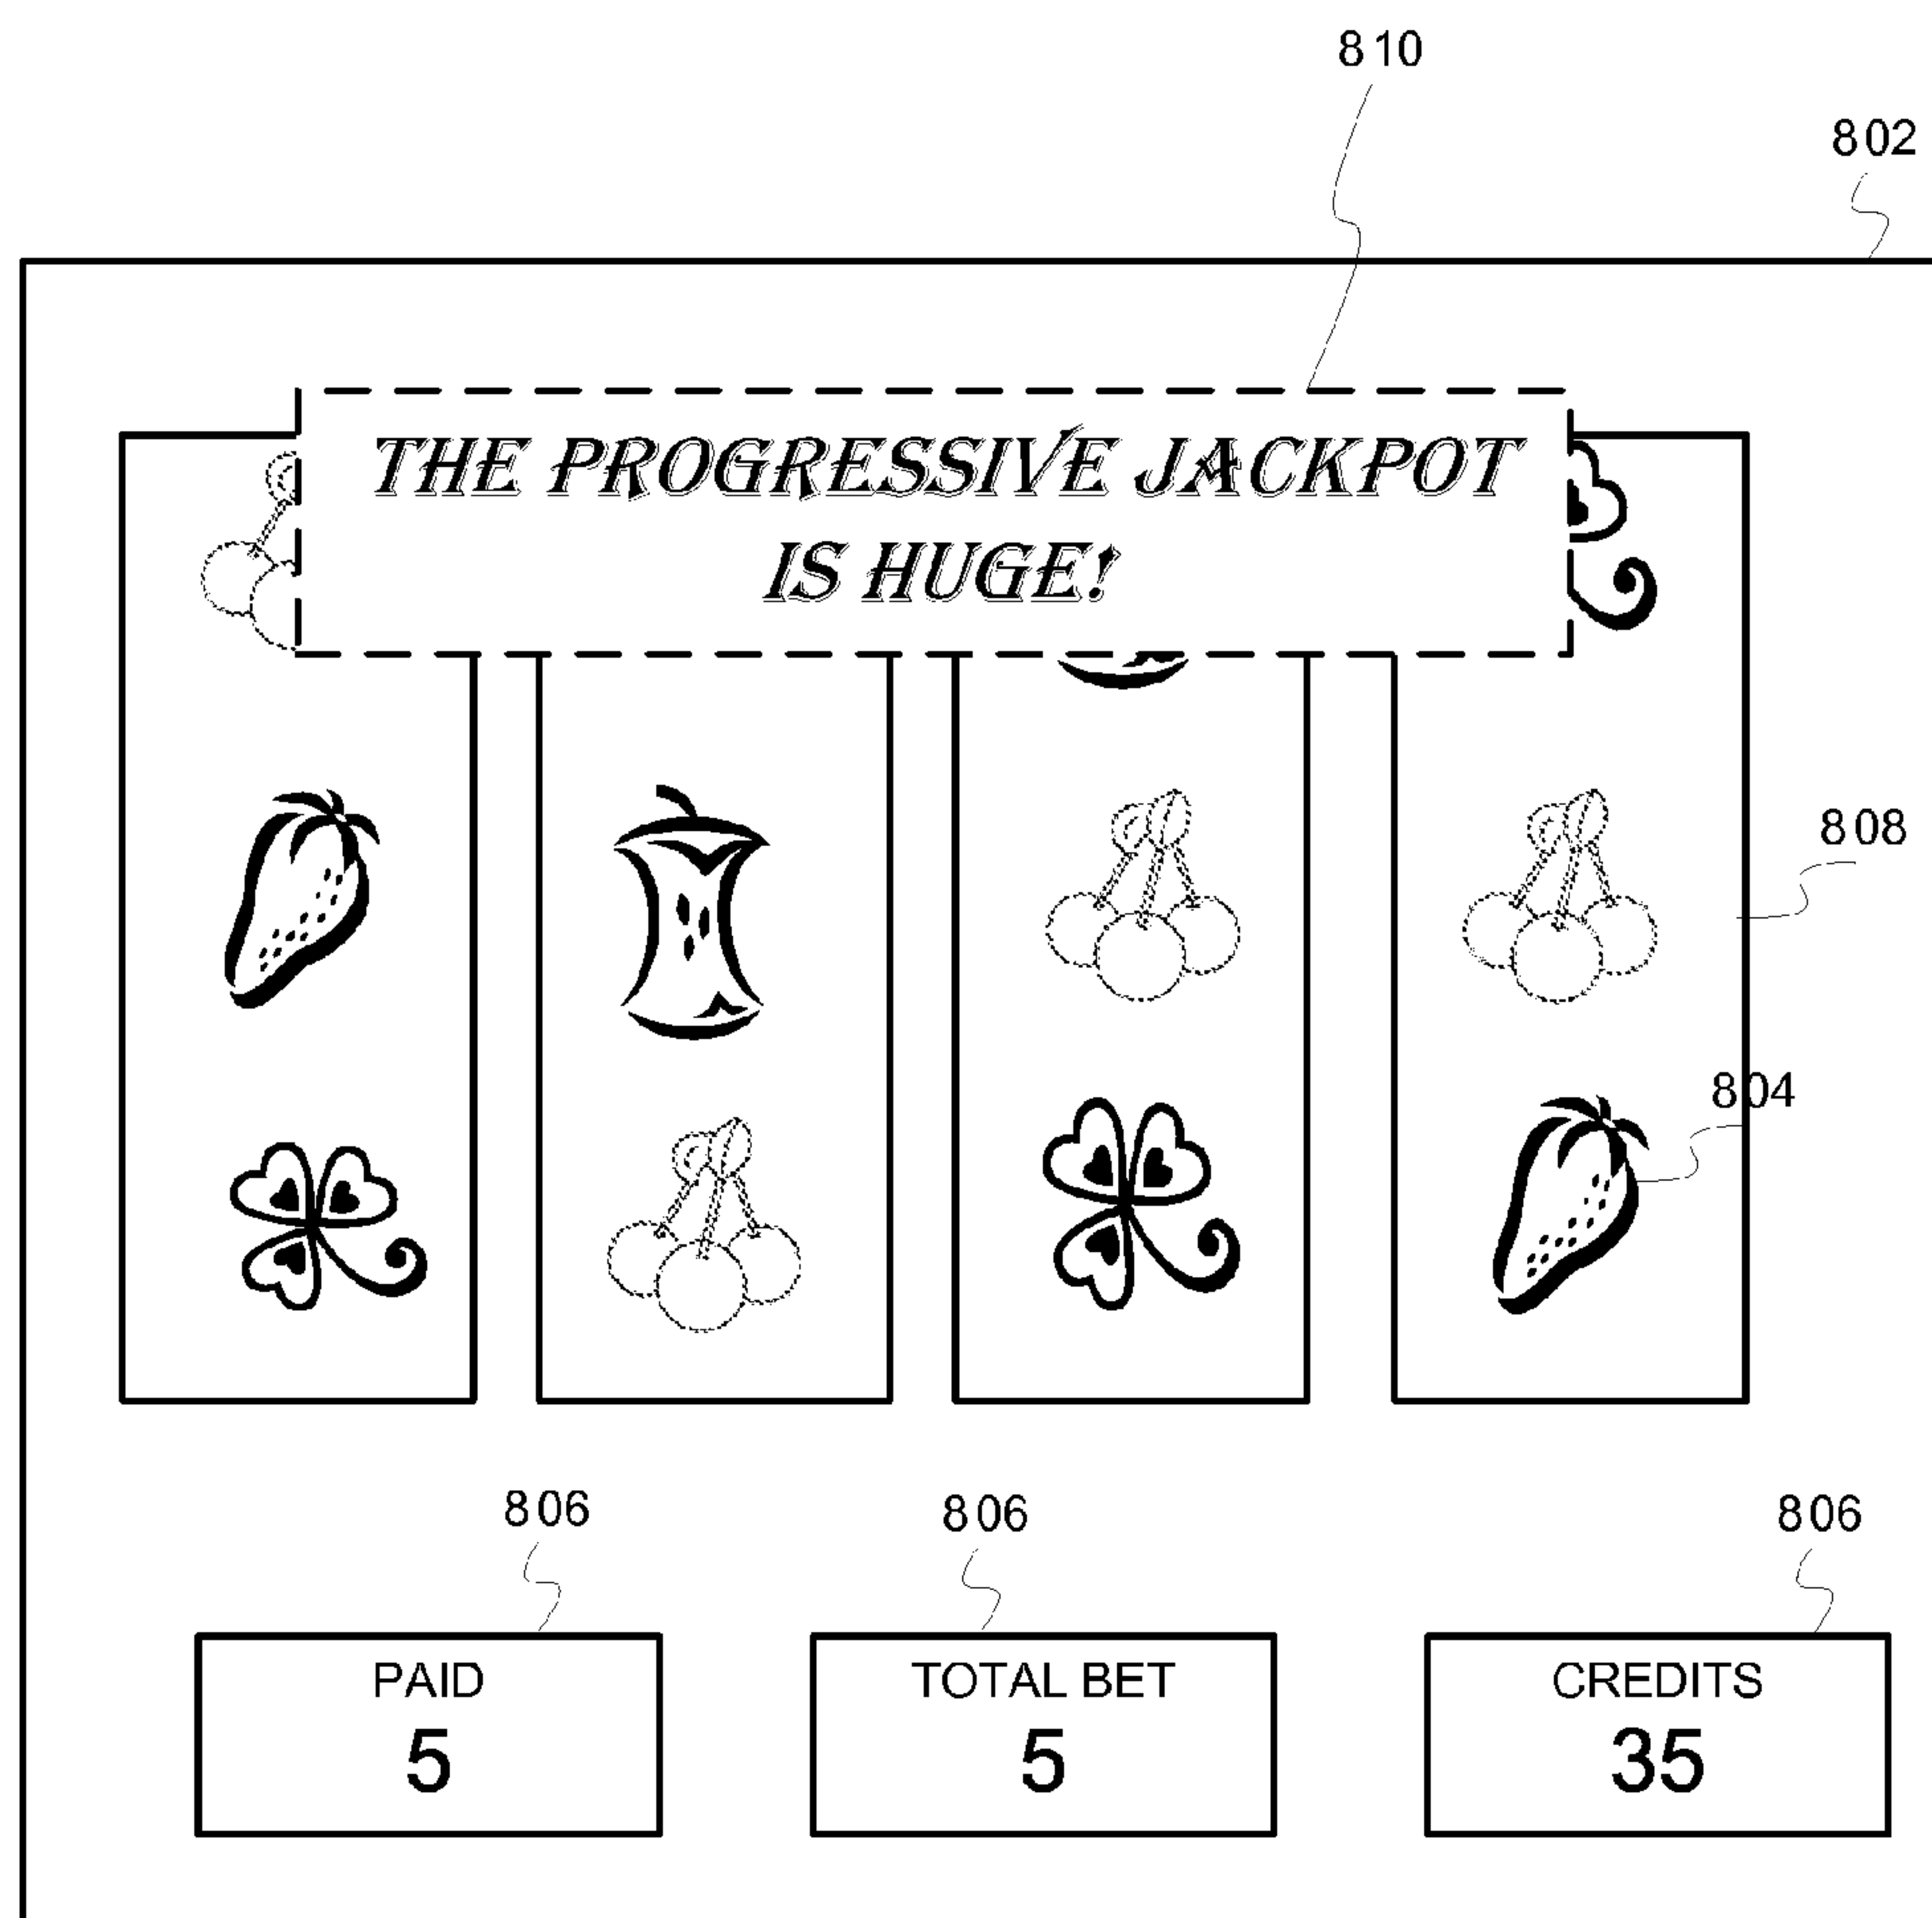 810
802
THE PROGRESSIVE JACKPOT
IS HUGE!
808
804
806 806 806
PAID TOTAL BET CREDITS
5 5 35